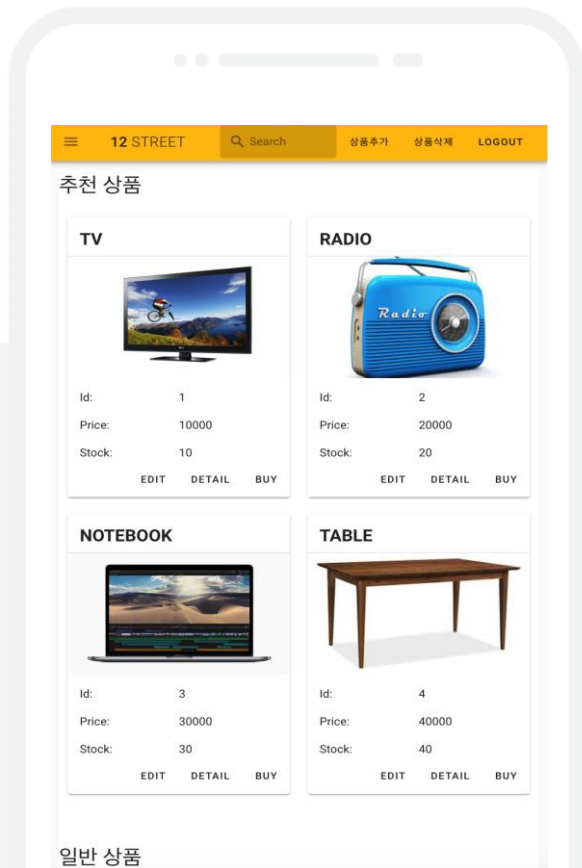 12 STREET Search 상품추가 상품삭제 LOGOUT
추천 상품
TV
Id: 1
Price: 10000
Stock: 10
EDIT DETAIL BUY
RADIO
Radio
Id: 2
Price: 20000
Stock: 20
EDIT DETAIL BUY
NOTEBOOK
Id: 3
Price: 30000
Stock: 30
EDIT DETAIL BUY
TABLE
Id: 4
Price: 40000
Stock: 40
EDIT DETAIL BUY
일반 상품